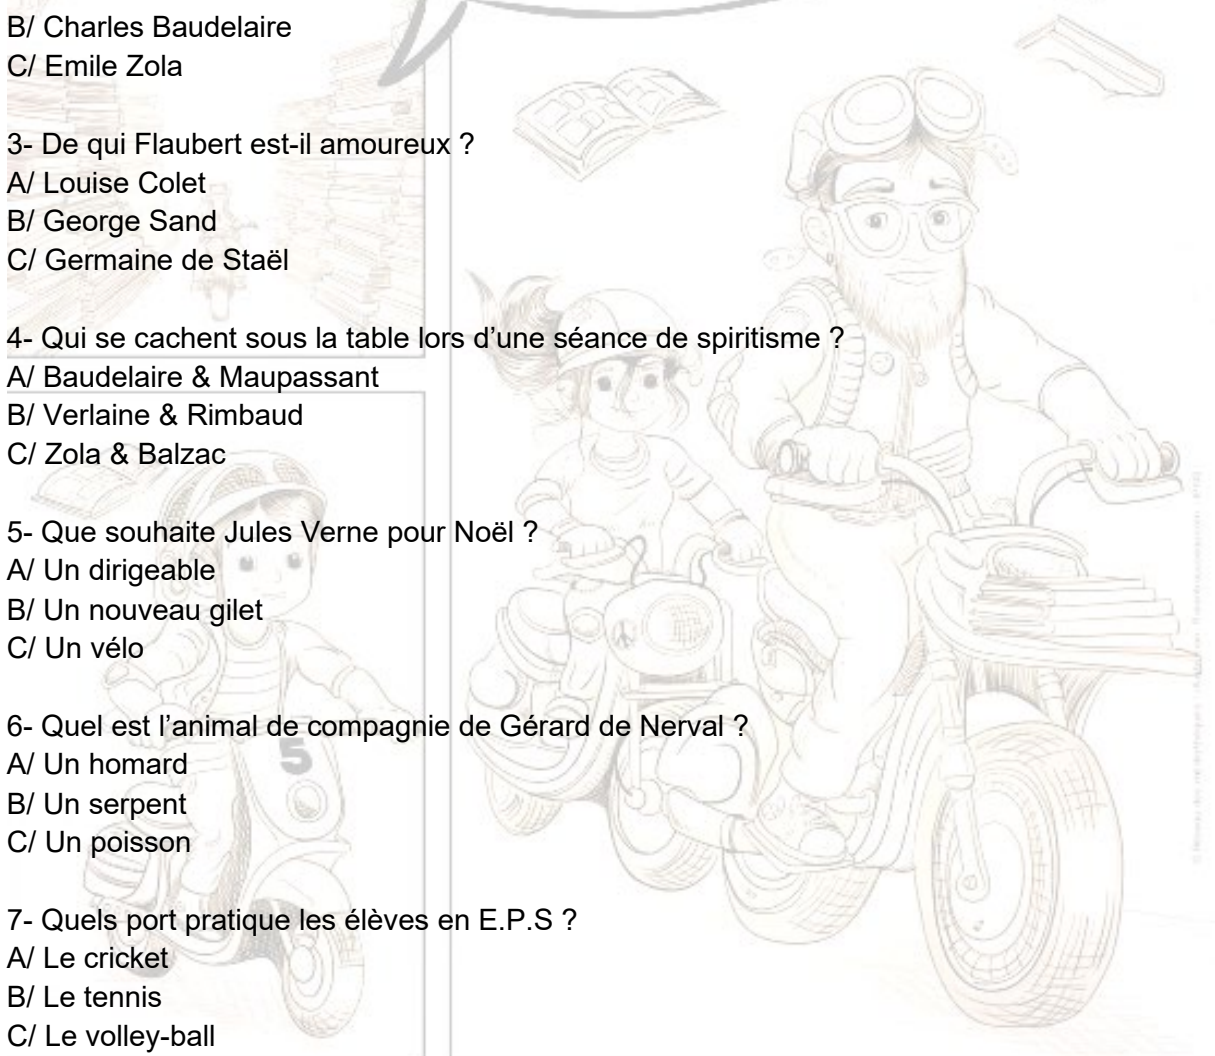 B/ Charles Baudelaire
C/ Emile Zola
3- De qui Flaubert est-il amoureux ?
A/ Louise Colet
B/ George Sand
C/ Germaine de Staël
4- Qui se cachent sous la table lors d’une séance de spiritisme ?
A/ Baudelaire & Maupassant
B/ Verlaine & Rimbaud
C/ Zola & Balzac
5- Que souhaite Jules Verne pour Noël ?
A/ Un dirigeable
B/ Un nouveau gilet
C/ Un vélo
6- Quel est l’animal de compagnie de Gérard de Nerval ?
A/ Un homard
B/ Un serpent
C/ Un poisson
5
7- Quels port pratique les élèves en E.P.S ?
A/ Le cricket
B/ Le tennis
C/ Le volley-ball